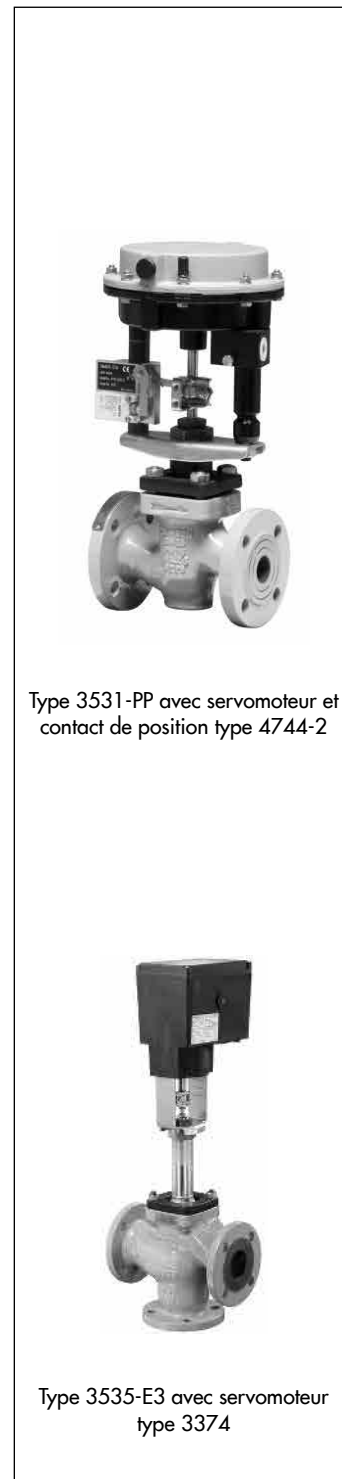 Type 3531-PP avec servomoteur et
contact de position type 4744-2
Type 3535-E3 avec servomoteur
type 3374